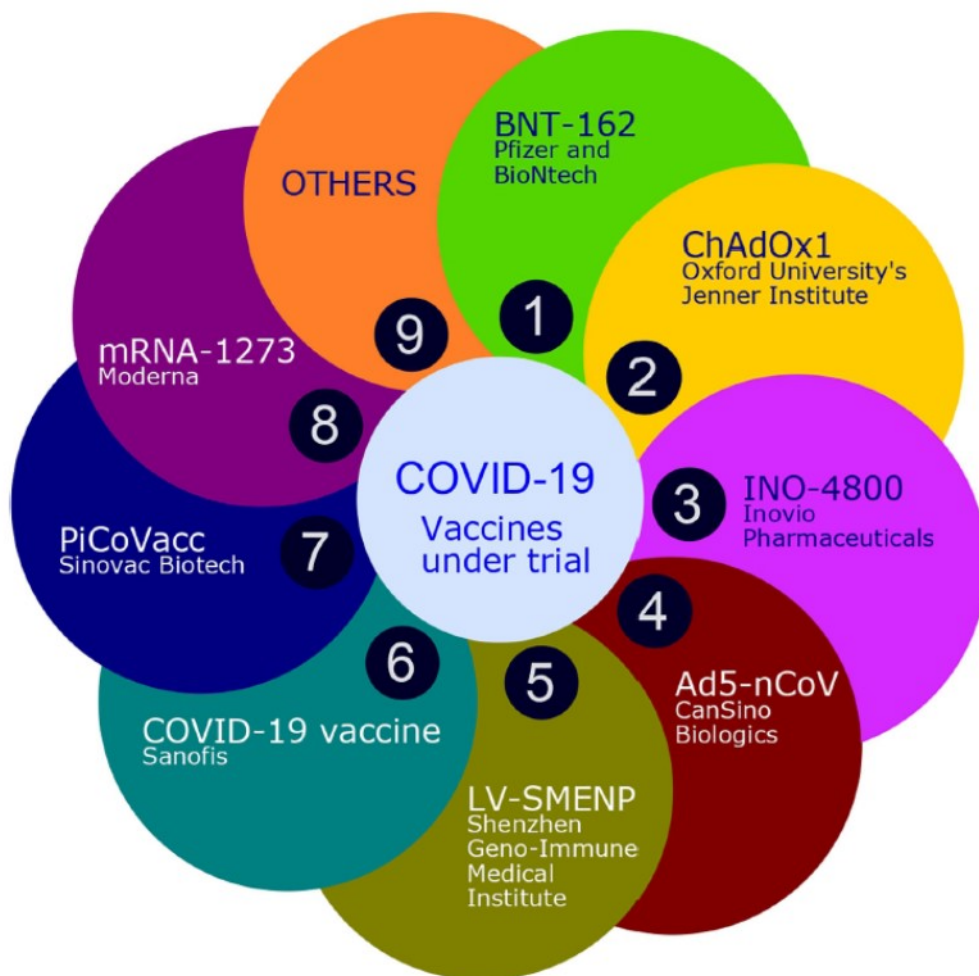 COVID-19
Vaccines
under trial
1
BNT-162
Pfizer and
BioNtech
2
ChAdOx1
Oxford University's
Jenner Institute
3
INO-4800
Inovio
Pharmaceuticals
4
Ad5-nCoV
CanSino
Biologics
5
LV-SMENP
Shenzhen
Geno-Immune
Medical
Institute
6
COVID-19 vaccine
Sanofis
7
PiCoVacc
Sinovac Biotech
8
mRNA-1273
Moderna
9
OTHERS